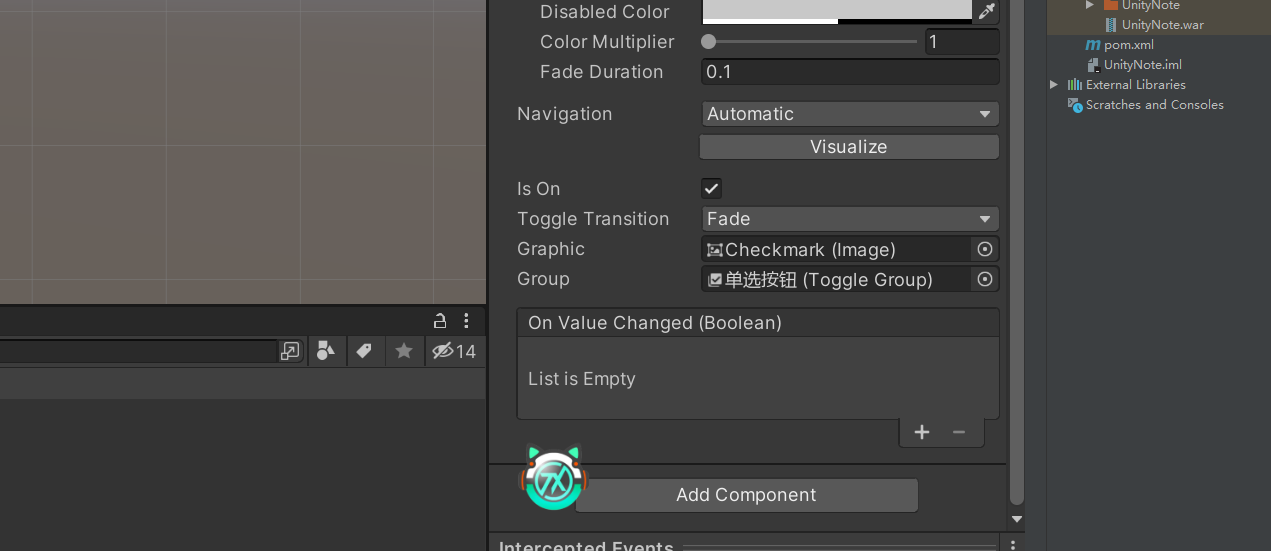 Disabled Color
Color Multiplier 1
Fade Duration 0.1
Navigation Automatic
Visualize
Is On
Toggle Transition Fade
Graphic Checkmark (Image)
Group 单选按钮 (Toggle Group)
On Value Changed (Boolean)
List is Empty
+ −
14
7X
Add Component
Intercepted Events
UnityNote
UnityNote.war
m pom.xml
UnityNote.iml
External Libraries
Scratches and Consoles